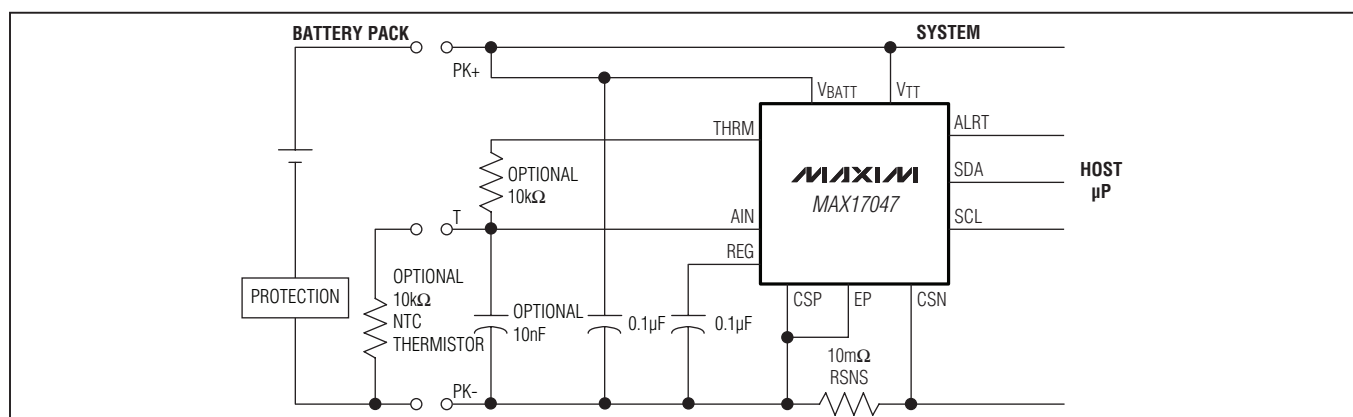 BATTERY PACK
SYSTEM
PK+
VBATT
VTT
THRM
ALRT
OPTIONAL
10kΩ
MAXIM
MAX17047
SDA
HOST
µP
T
AIN
SCL
REG
OPTIONAL
10kΩ
NTC
THERMISTOR
PROTECTION
OPTIONAL
10nF
0.1µF
0.1µF
CSP
EP
CSN
10mΩ
RSNS
PK-